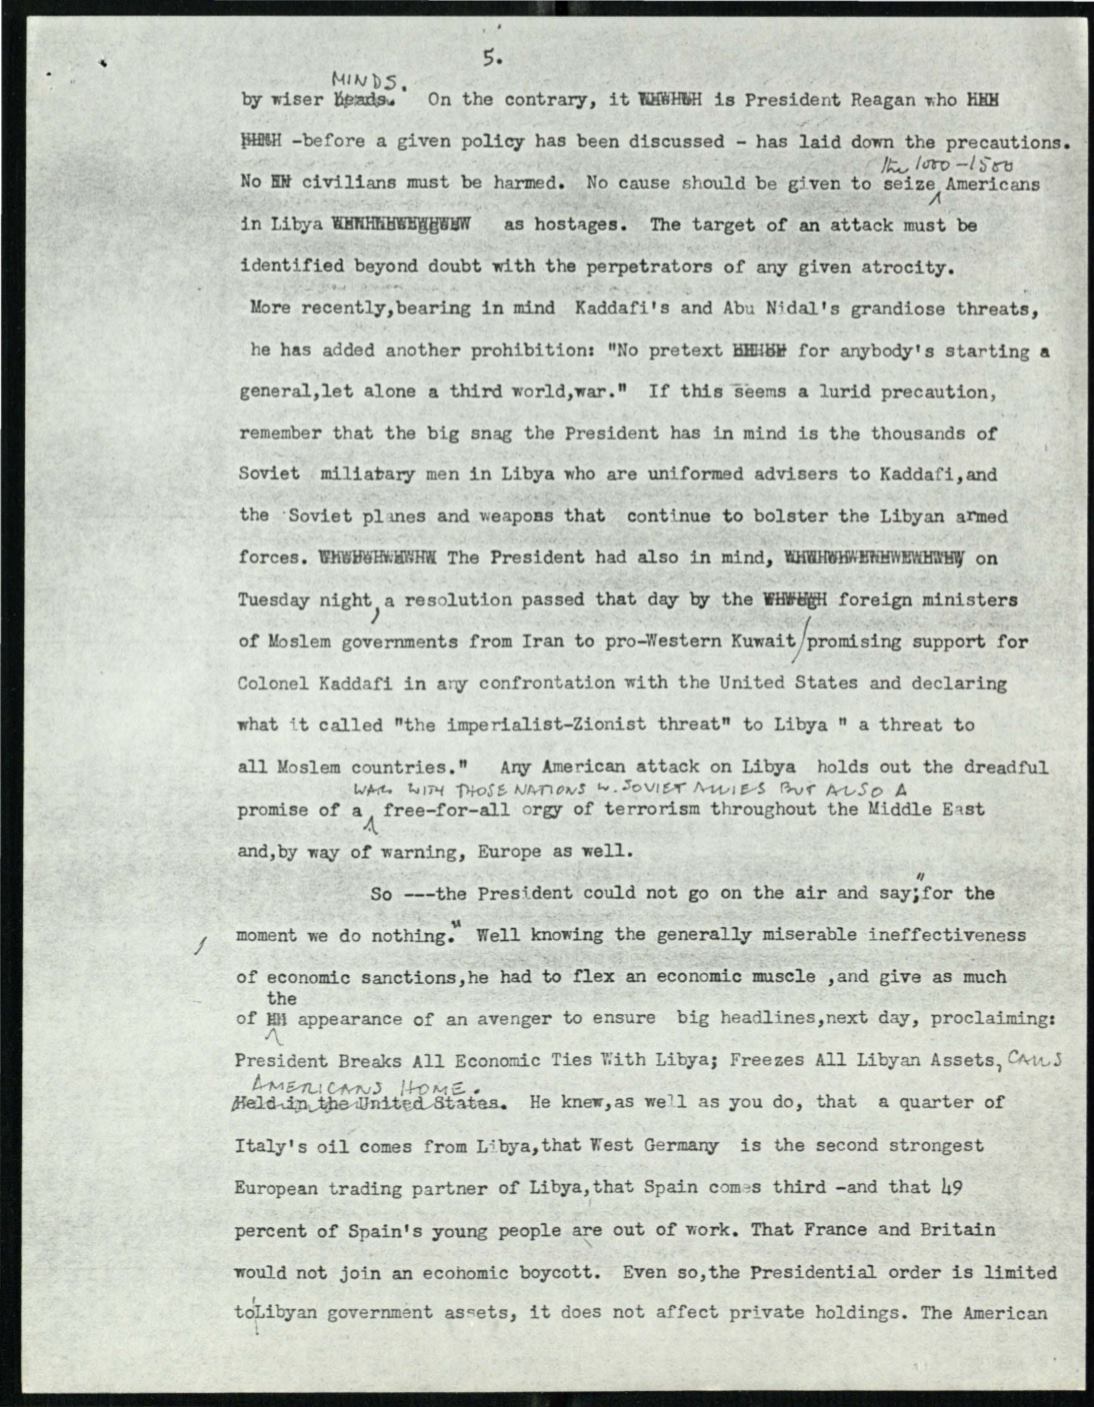 5.
MINDS.
by wiser heads. On the contrary, it is President Reagan who
-before a given policy has been discussed - has laid down the precautions.
the 1000-1500
No civilians must be harmed. No cause should be given to seize Americans
in Libya as hostages. The target of an attack must be
identified beyond doubt with the perpetrators of any given atrocity.
More recently,bearing in mind Kaddafi's and Abu Nidal's grandiose threats,
he has added another prohibition: "No pretext for anybody's starting a
general,let alone a third world,war." If this seems a lurid precaution,
remember that the big snag the President has in mind is the thousands of
Soviet miliatary men in Libya who are uniformed advisers to Kaddafi,and
the Soviet planes and weapons that continue to bolster the Libyan armed
forces. The President had also in mind, on
Tuesday night, a resolution passed that day by the foreign ministers
of Moslem governments from Iran to pro-Western Kuwait/promising support for
Colonel Kaddafi in any confrontation with the United States and declaring
what it called "the imperialist-Zionist threat" to Libya " a threat to
all Moslem countries." Any American attack on Libya holds out the dreadful
WAR WITH THOSE NATIONS W. SOVIET ALLIES BUT ALSO A
promise of a free-for-all orgy of terrorism throughout the Middle East
and,by way of warning, Europe as well.
So ---the President could not go on the air and say;"for the
moment we do nothing." Well knowing the generally miserable ineffectiveness
of economic sanctions,he had to flex an economic muscle ,and give as much
the
of appearance of an avenger to ensure big headlines,next day, proclaiming:
President Breaks All Economic Ties With Libya; Freezes All Libyan Assets, CALLS
AMERICANS HOME.
Held in the United States. He knew,as well as you do, that a quarter of
Italy's oil comes from Libya,that West Germany is the second strongest
European trading partner of Libya,that Spain comes third -and that 49
percent of Spain's young people are out of work. That France and Britain
would not join an economic boycott. Even so,the Presidential order is limited
to Libyan government assets, it does not affect private holdings. The American